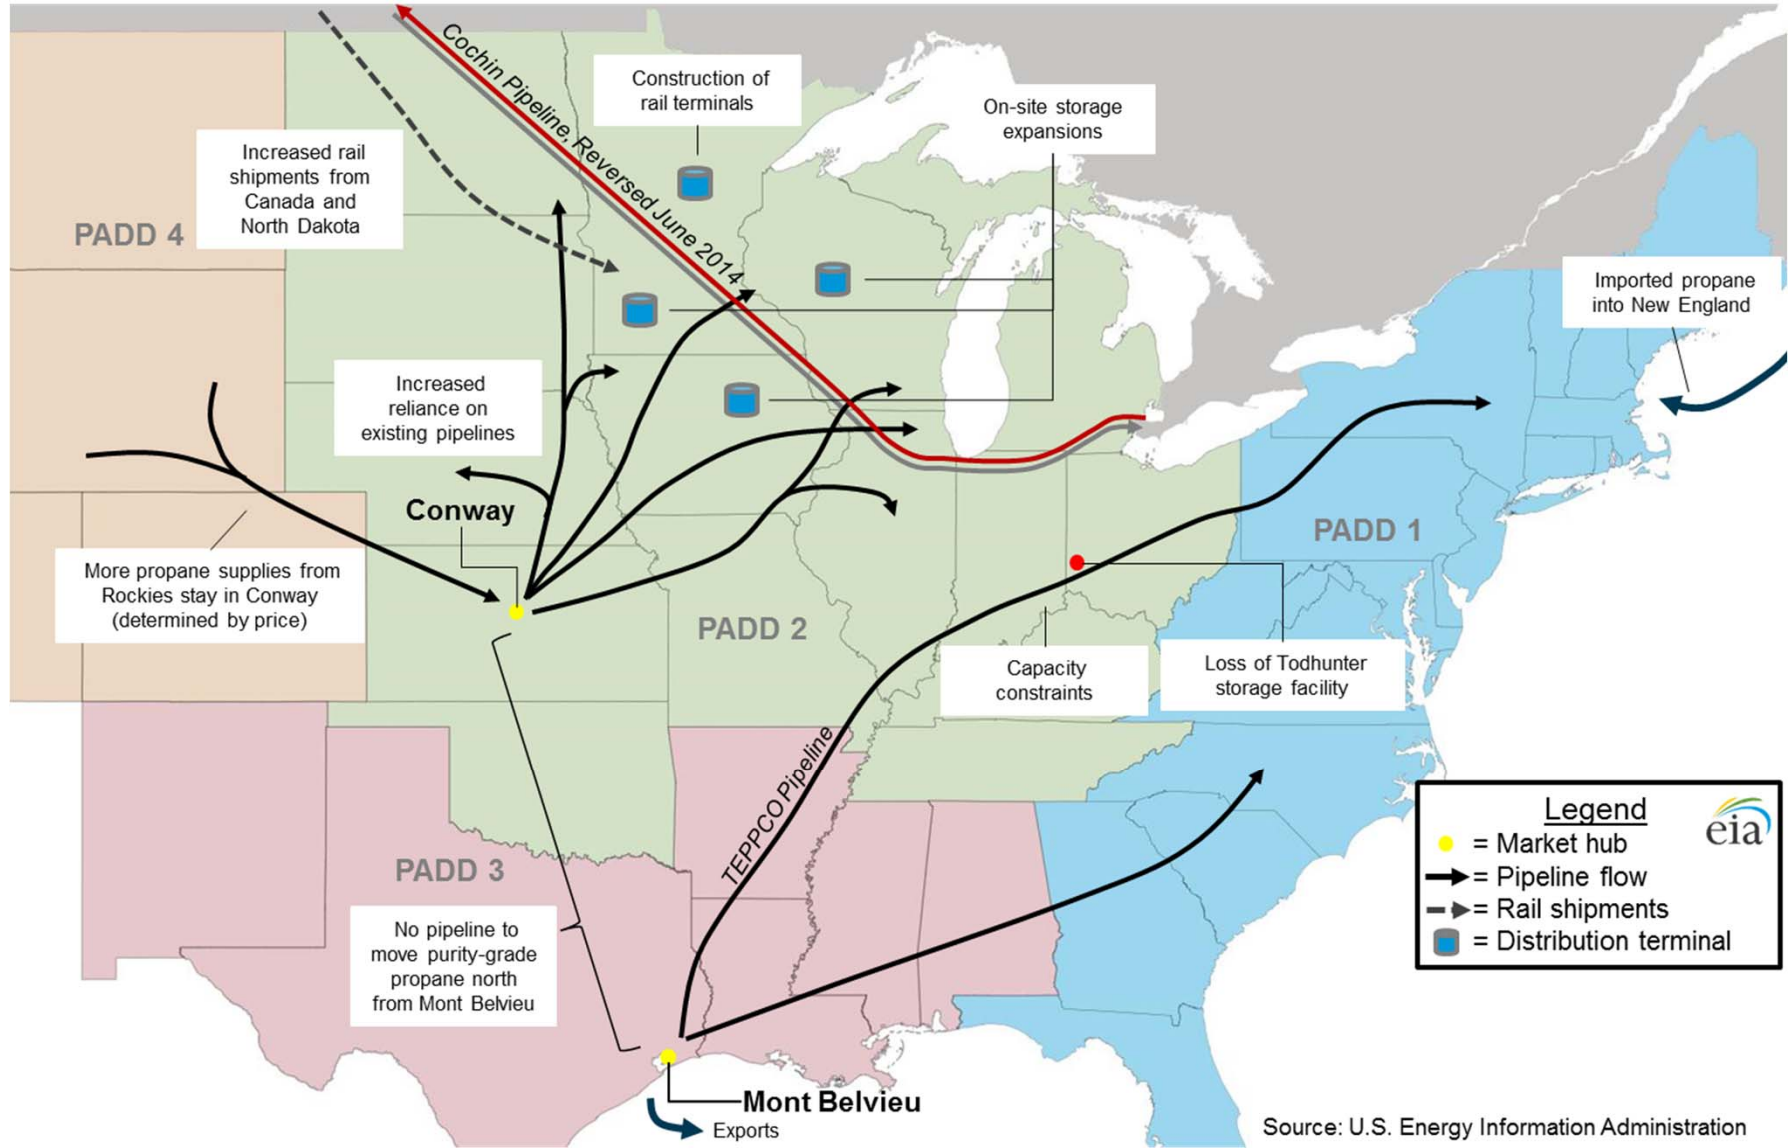 Cochin Pipeline, Reversed June 2014
Construction of
rail terminals
On-site storage
expansions
Increased rail
shipments from
Canada and
North Dakota
PADD 4
Imported propane
into New England
Increased
reliance on
existing pipelines
Conway
PADD 1
More propane supplies from
Rockies stay in Conway
(determined by price)
PADD 2
Capacity
constraints
Loss of Todhunter
storage facility
TEPPCO Pipeline
PADD 3
No pipeline to
move purity-grade
propane north
from Mont Belvieu
Legend
eia
= Market hub
= Pipeline flow
= Rail shipments
= Distribution terminal
Mont Belvieu
Exports
Source: U.S. Energy Information Administration